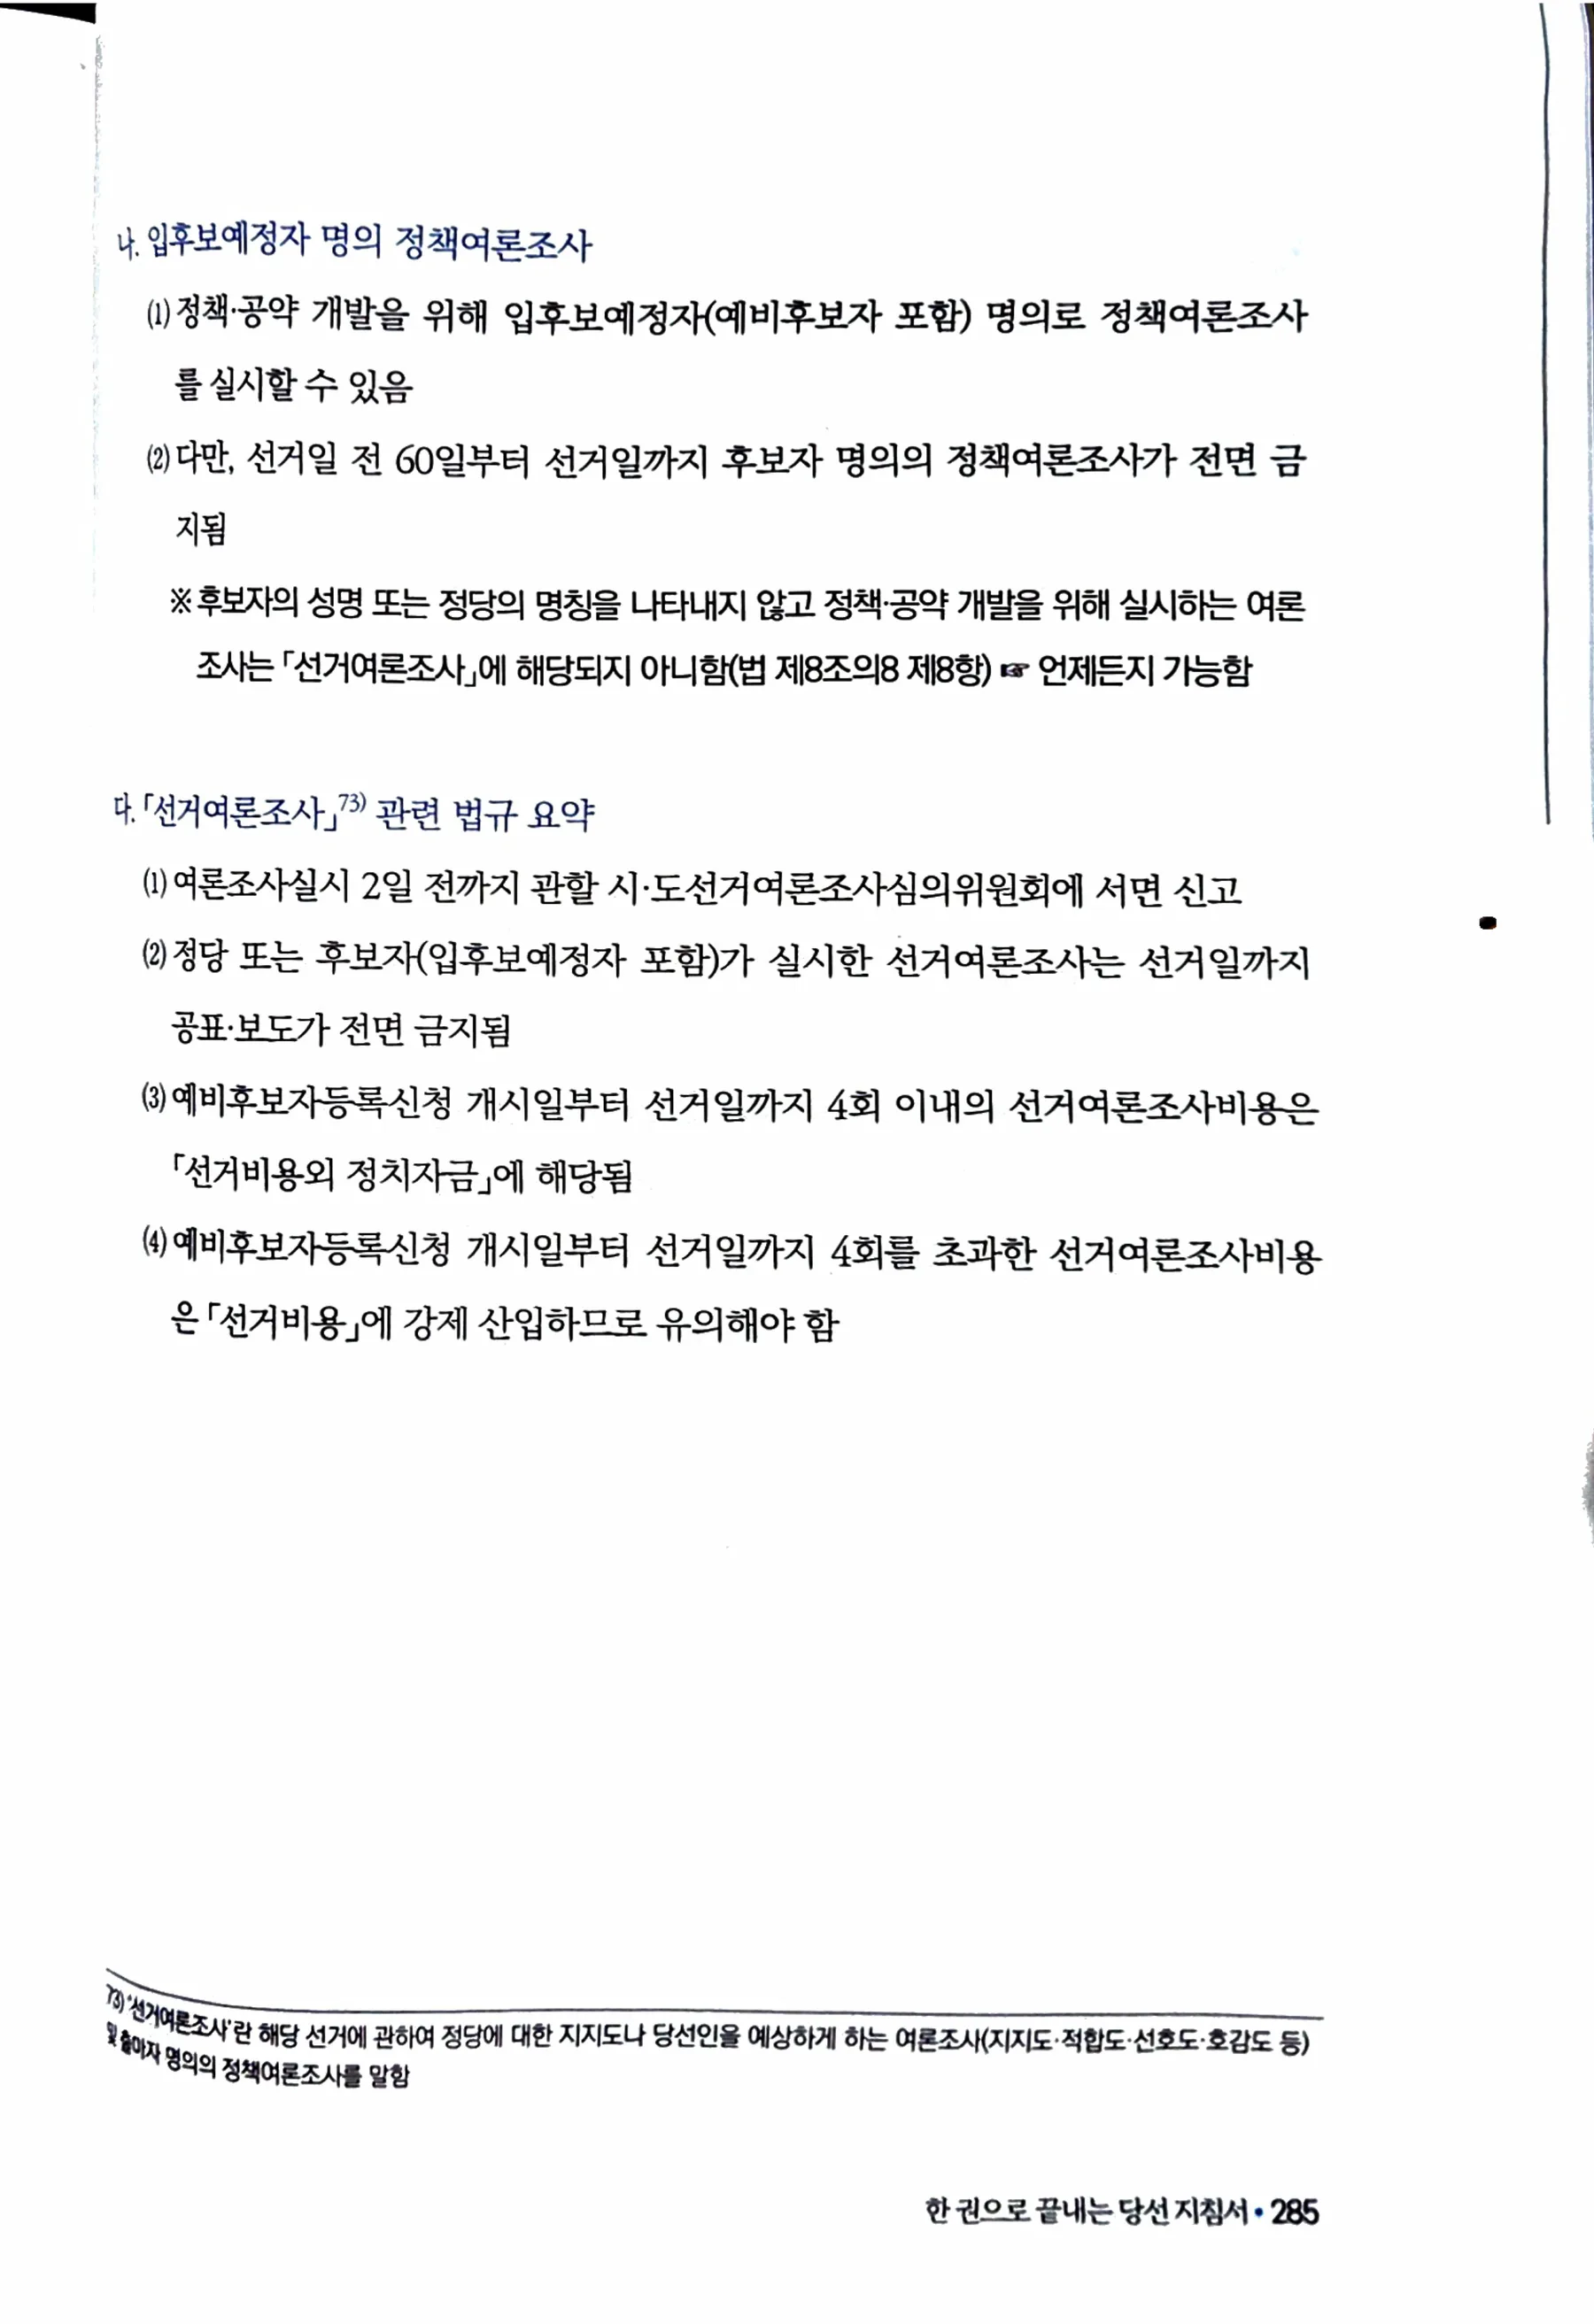 나. 입후보예정자 명의 정책여론조사
⑴ 정책·공약 개발을 위해 입후보예정자(예비후보자 포함) 명의로 정책여론조사
를 실시할 수 있음
⑵ 다만, 선거일 전 60일부터 선거일까지 후보자 명의의 정책여론조사가 전면 금
지됨
※ 후보자의 성명 또는 정당의 명칭을 나타내지 않고 정책·공약 개발을 위해 실시하는 여론
조사는 「선거여론조사」에 해당되지 아니함(법 제8조의8 제8항) ☞ 언제든지 가능함
다. 「선거여론조사」73) 관련 법규 요약
⑴ 여론조사실시 2일 전까지 관할 시·도선거여론조사심의위원회에 서면 신고
⑵ 정당 또는 후보자(입후보예정자 포함)가 실시한 선거여론조사는 선거일까지
공표·보도가 전면 금지됨
⑶ 예비후보자등록신청 개시일부터 선거일까지 4회 이내의 선거여론조사비용은
「선거비용외 정치자금」에 해당됨
⑷ 예비후보자등록신청 개시일부터 선거일까지 4회를 초과한 선거여론조사비용
은 「선거비용」에 강제 산입하므로 유의해야 함
73) '선거여론조사'란 해당 선거에 관하여 정당에 대한 지지도나 당선인을 예상하게 하는 여론조사(지지도·적합도·선호도·호감도 등)
및 출마자 명의의 정책여론조사를 말함
한 권으로 끝내는 당선 지침서 • 285